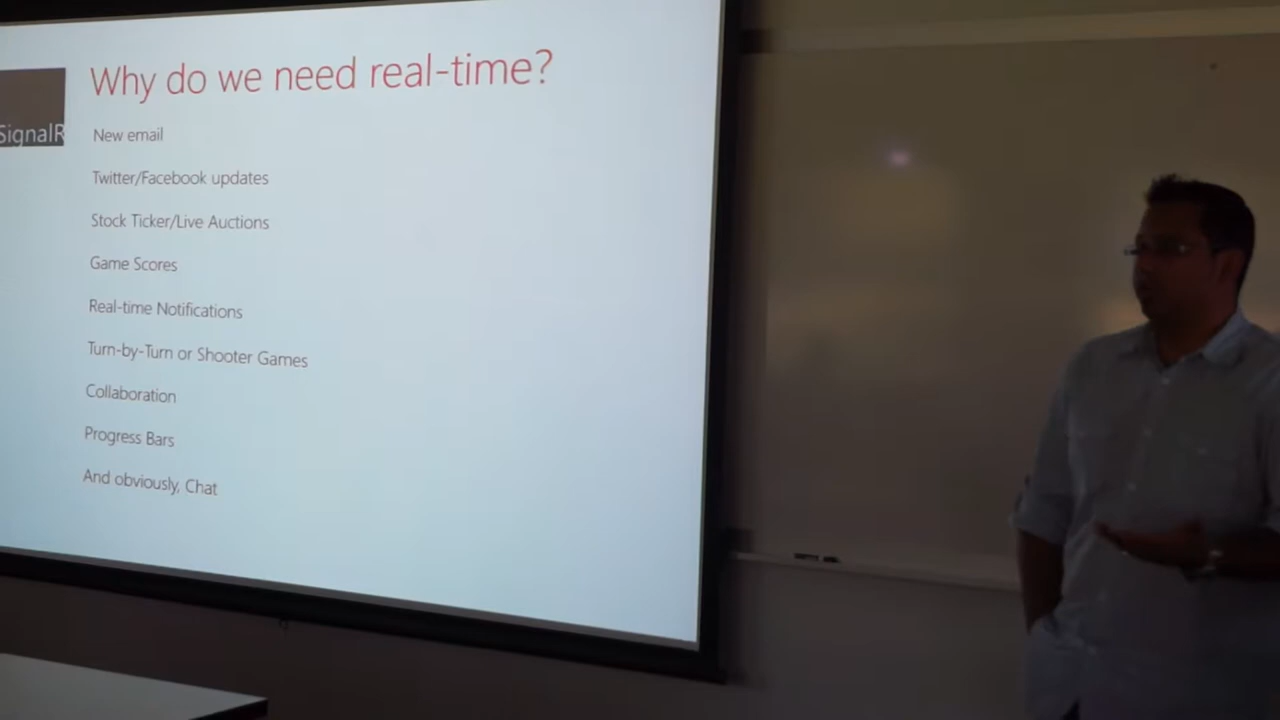 Why do we need real-time?
SignalR
New email
Twitter/Facebook updates
Stock Ticker/Live Auctions
Game Scores
Real-time Notifications
Turn-by-Turn or Shooter Games
Collaboration
Progress Bars
And obviously, Chat